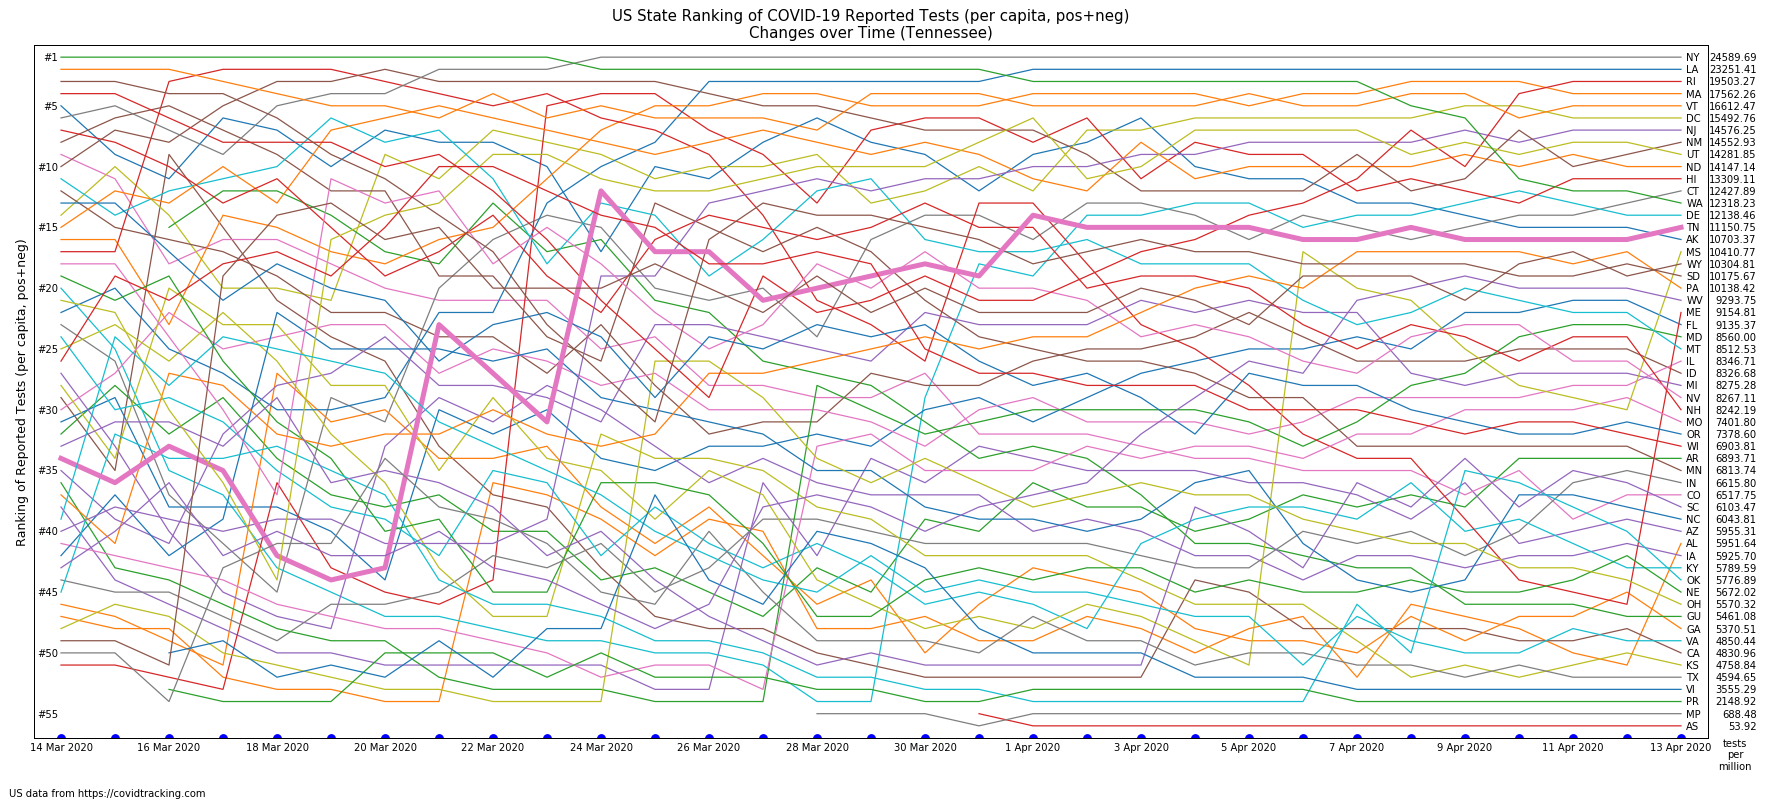 US State Ranking of COVID-19 Reported Tests (per capita, pos+neg)
Changes over Time (Tennessee)
Ranking of Reported Tests (per capita, pos+neg)
#1
#5
#10
#15
#20
#25
#30
#35
#40
#45
#50
#55
NY 24589.69
LA 23251.41
RI 19503.27
MA 17562.26
VT 16612.47
DC 15492.76
NJ 14576.25
NM 14552.93
UT 14281.85
ND 14147.14
HI 13309.11
CT 12427.89
WA 12318.23
DE 12138.46
TN 11150.75
AK 10703.37
MS 10410.77
WY 10304.81
SD 10175.67
PA 10138.42
WV 9293.75
ME 9154.81
FL 9135.37
MD 8560.00
MT 8512.53
IL 8346.71
ID 8326.68
MI 8275.28
NV 8267.11
NH 8242.19
MO 7401.80
OR 7378.60
WI 6903.81
AR 6893.71
MN 6813.74
IN 6615.80
CO 6517.75
SC 6103.47
NC 6043.81
AZ 5955.31
AL 5951.64
IA 5925.70
KY 5789.59
OK 5776.89
NE 5672.02
OH 5570.32
GU 5461.08
GA 5370.51
VA 4850.44
CA 4830.96
KS 4758.84
TX 4594.65
VI 3555.29
PR 2148.92
MP 688.48
AS 53.92
14 Mar 2020 16 Mar 2020 18 Mar 2020 20 Mar 2020 22 Mar 2020 24 Mar 2020 26 Mar 2020 28 Mar 2020 30 Mar 2020 1 Apr 2020 3 Apr 2020 5 Apr 2020 7 Apr 2020 9 Apr 2020 11 Apr 2020 13 Apr 2020
tests
per
million
US data from https://covidtracking.com